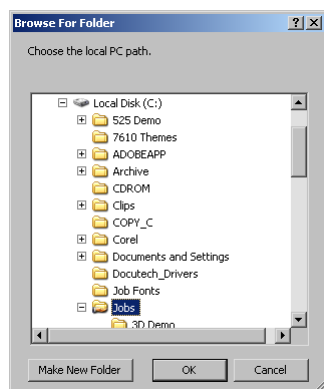 Browse For Folder
Choose the local PC path.
Local Disk (C:)
525 Demo
7610 Themes
ADOBEAPP
Archive
CDROM
Clips
COPY_C
Corel
Documents and Settings
Docutech_Drivers
Job Fonts
Jobs
3D Demo
Make New Folder
OK
Cancel